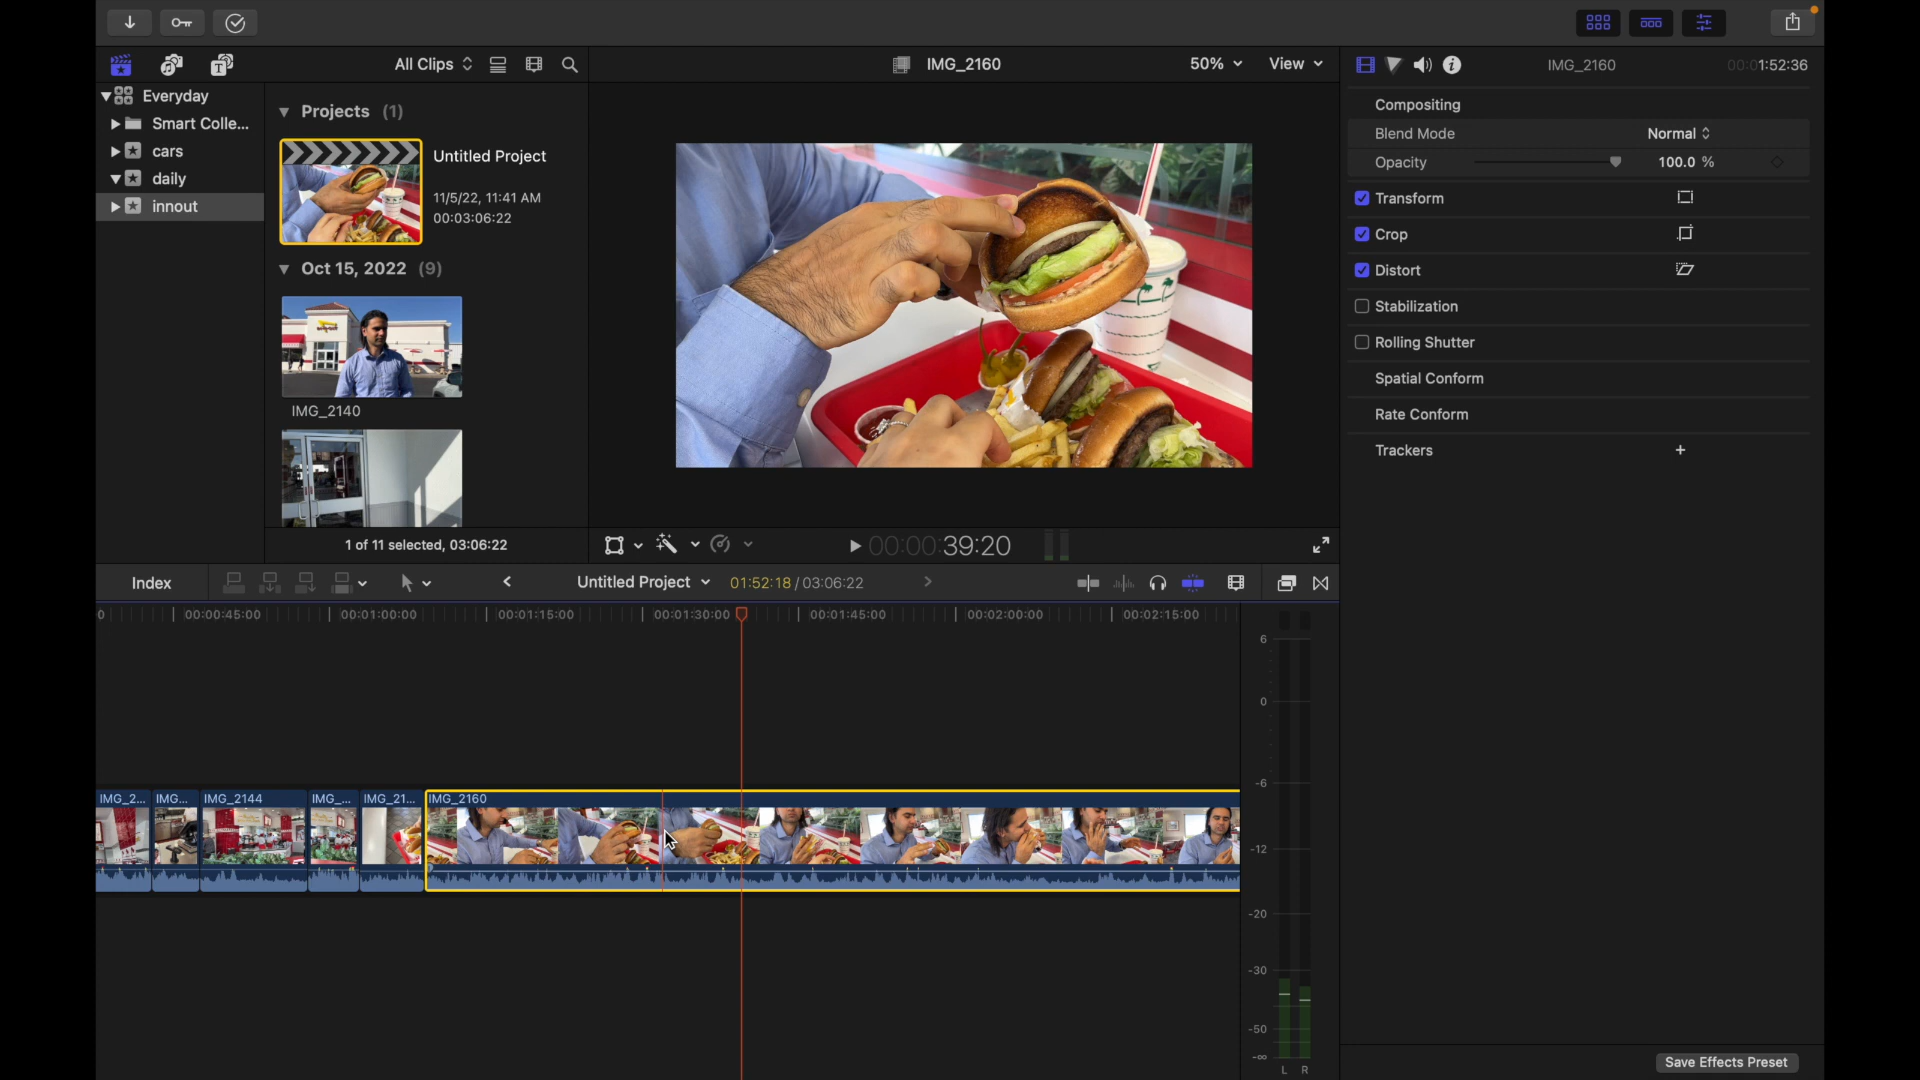 All Clips
IMG_2160
50%
View
IMG_2160
00:01:52:36
Everyday
Smart Colle...
cars
daily
innout
Projects (1)
Untitled Project
11/5/22, 11:41 AM
00:03:06:22
Oct 15, 2022 (9)
IMG_2140
1 of 11 selected, 03:06:22
00:00:39:20
Compositing
Blend Mode
Normal
Opacity
100.0 %
Transform
Crop
Distort
Stabilization
Rolling Shutter
Spatial Conform
Rate Conform
Trackers
Index
Untitled Project
01:52:18 / 03:06:22
0
00:00:45:00
00:01:00:00
00:01:15:00
00:01:30:00
00:01:45:00
00:02:00:00
00:02:15:00
IMG_2...
IMG...
IMG_2144
IMG_...
IMG_21...
IMG_2160
6
0
-6
-12
-20
-30
-50
-∞
L R
Save Effects Preset